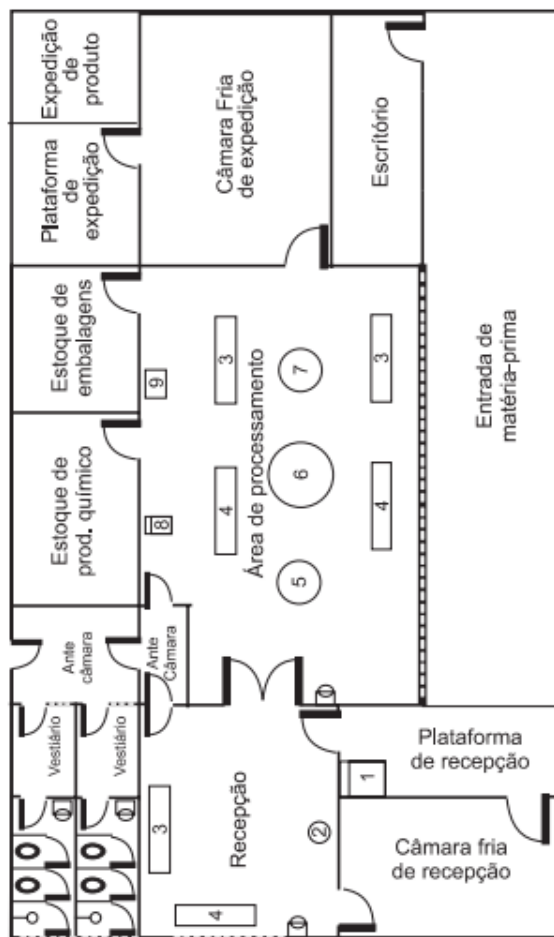 Vestiário
Vestiário
Ante
câmara
Estoque de
prod. químico
Estoque de
embalagens
Plataforma
de
expedição
Expedição
de
produto
Ante
Câmara
8
9
3
4
Recepção
2
4
3
Área de processamento
5
6
7
4
3
Câmara Fria
de expedição
Escritório
1
Câmara fria
de recepção
Plataforma
de recepção
Entrada de
matéria-prima